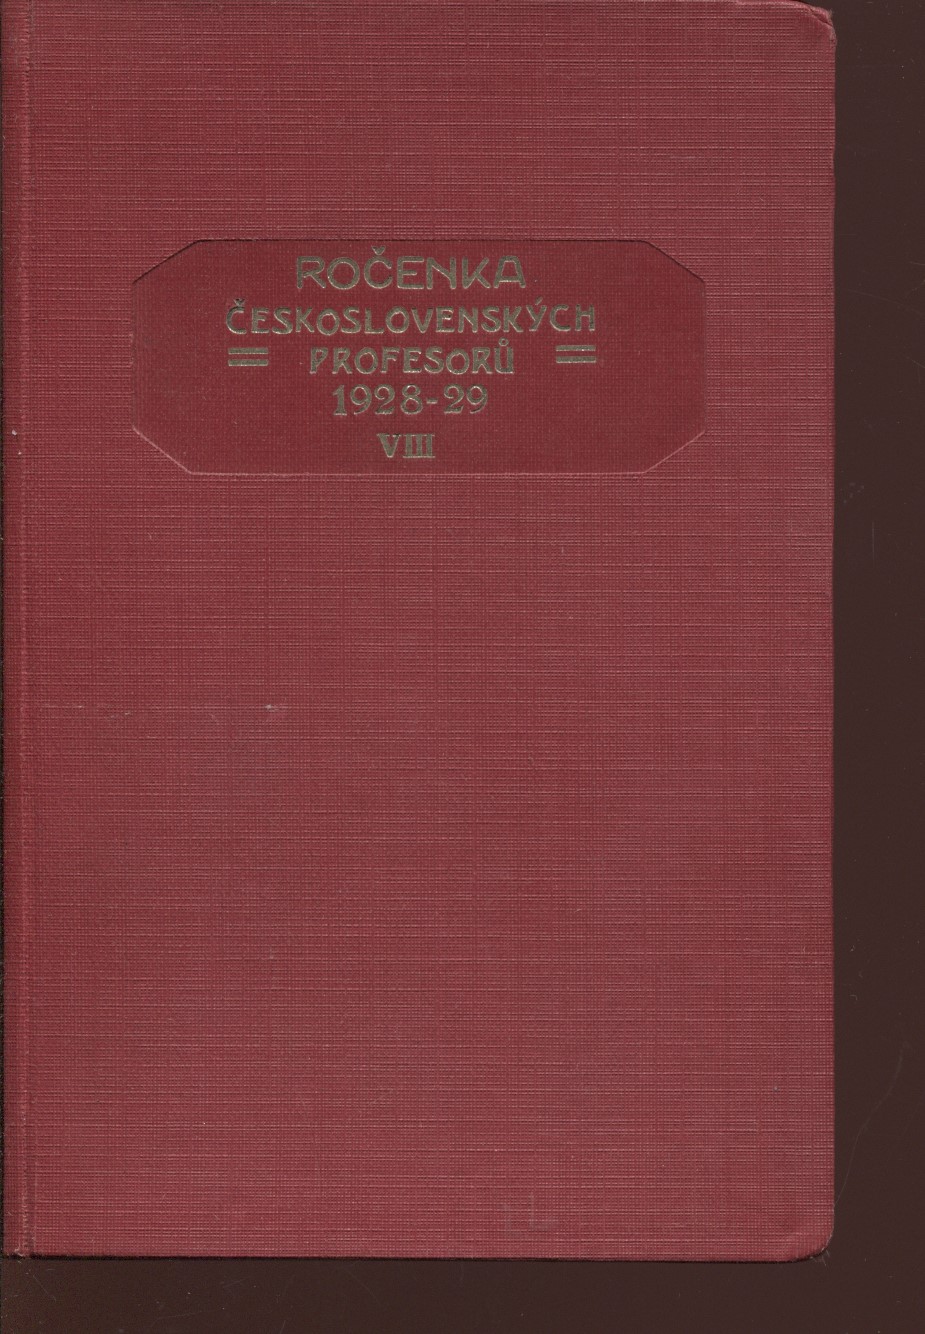 ROČENKA
ČESKOSLOVENSKÝCH
PROFESORŮ
1928-29
VIII